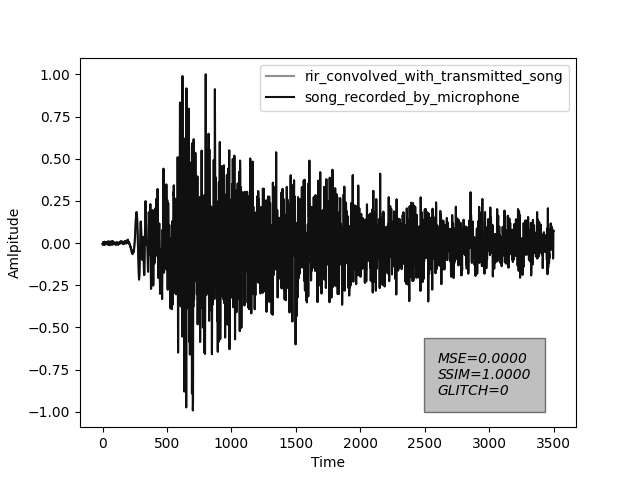 rir_convolved_with_transmitted_song
song_recorded_by_microphone
1.00
0.75
0.50
0.25
0.00
−0.25
−0.50
−0.75
−1.00
Amlpitude
MSE=0.0000
SSIM=1.0000
GLITCH=0
0 500 1000 1500 2000 2500 3000 3500
Time